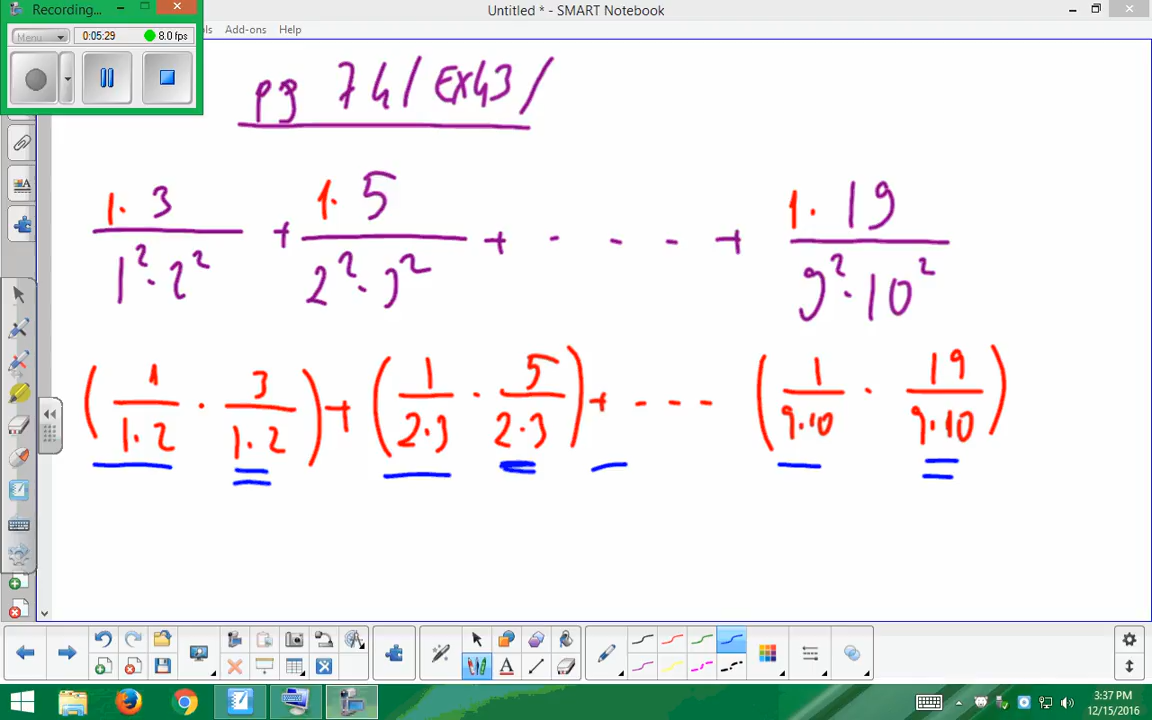 Recording...
Untitled * - SMART Notebook
Menu
00:05:29
8.0 fps
Add-ons Help
pg 74/ EX43/
1. 3 / 1² . 2² + 1. 5 / 2² . 3² + - - - - + 1. 19 / 9² . 10²
( 1 / 1.2 . 3 / 1.2 ) + ( 1 / 2.3 . 5 / 2.3 ) + - - - - ( 1 / 9.10 . 19 / 9.10 )
A
3:37 PM
12/15/2016